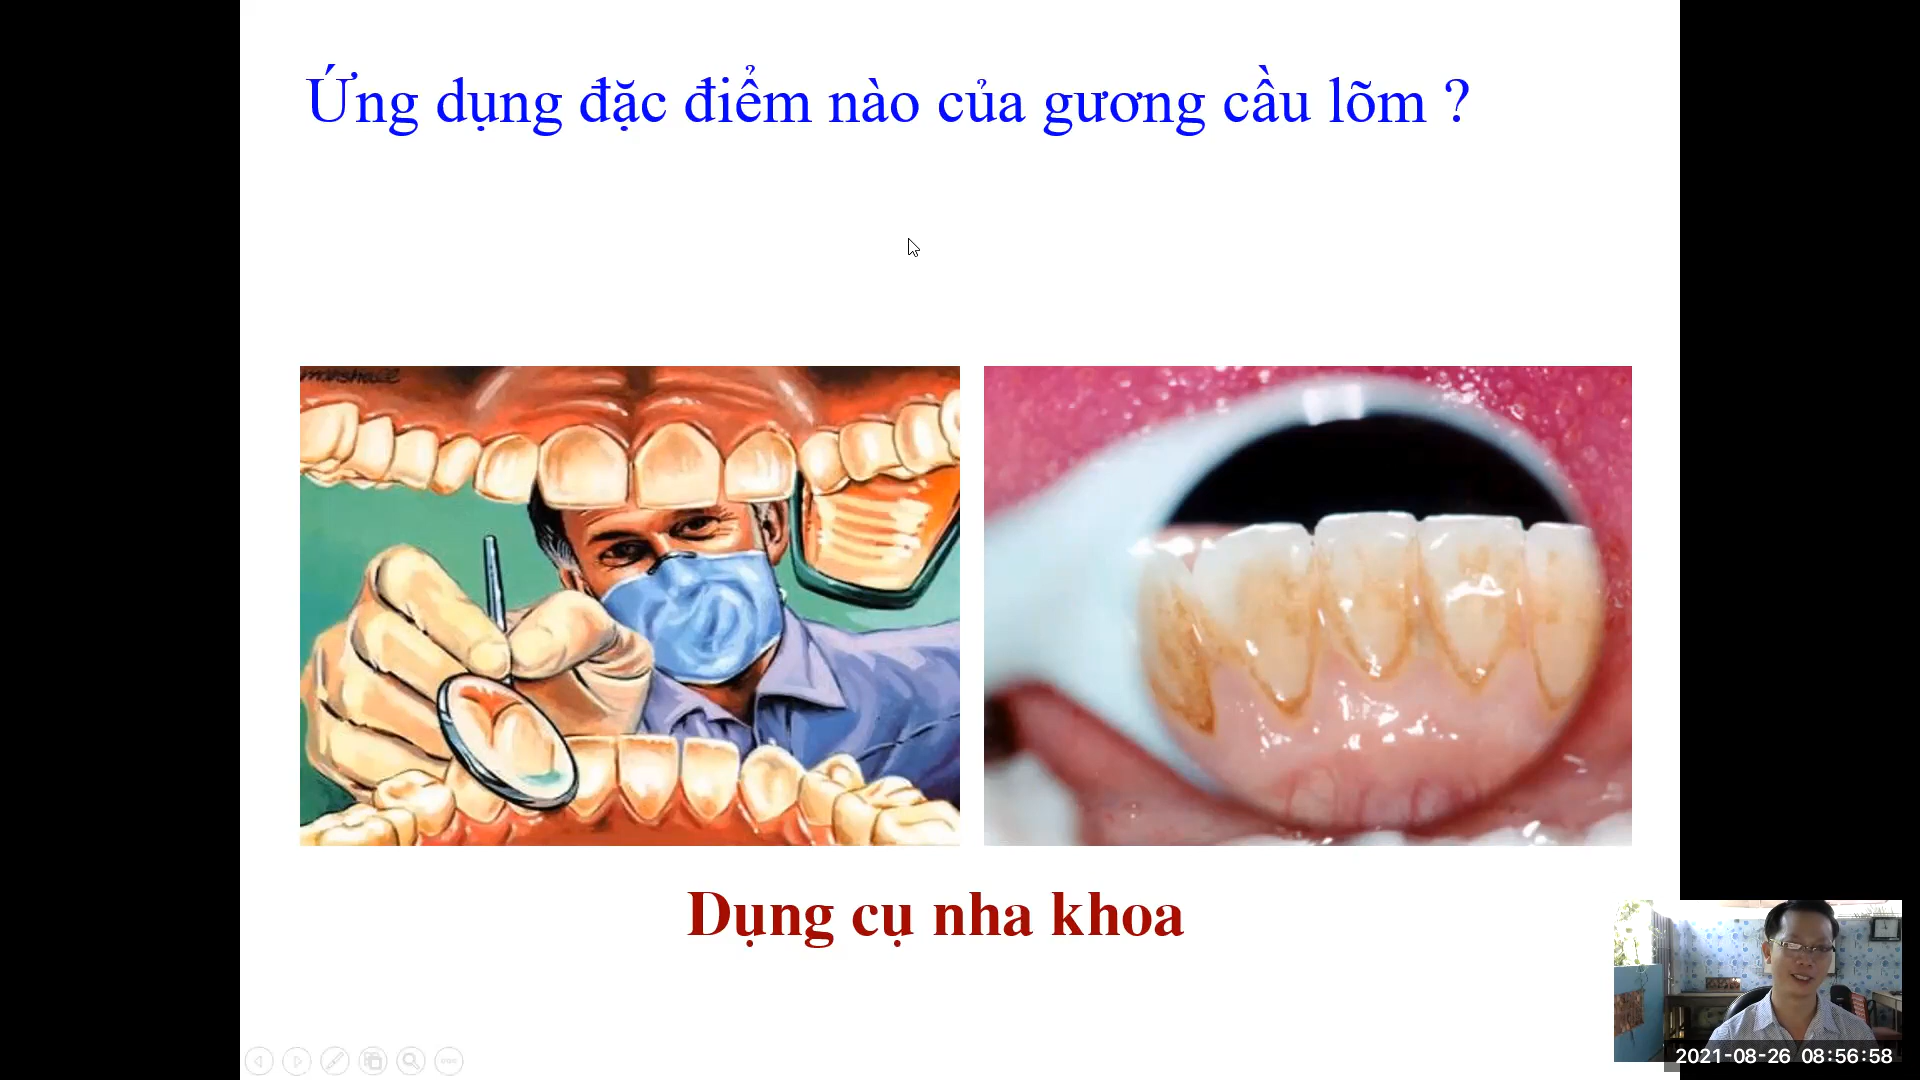 Ứng dụng đặc điểm nào của gương cầu lõm ?
Dụng cụ nha khoa
2021-08-26 08:56:58